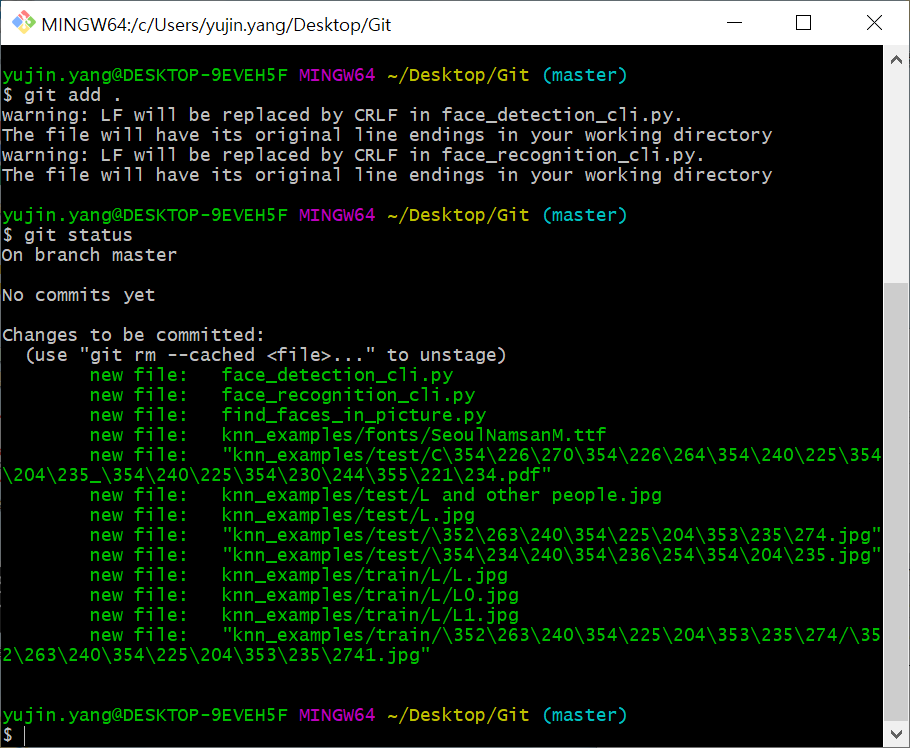 MINGW64:/c/Users/yujin.yang/Desktop/Git
yujin.yang@DESKTOP-9EVEH5F MINGW64 ~/Desktop/Git (master)
$ git add .
warning: LF will be replaced by CRLF in face_detection_cli.py.
The file will have its original line endings in your working directory
warning: LF will be replaced by CRLF in face_recognition_cli.py.
The file will have its original line endings in your working directory
yujin.yang@DESKTOP-9EVEH5F MINGW64 ~/Desktop/Git (master)
$ git status
On branch master
No commits yet
Changes to be committed:
  (use "git rm --cached <file>..." to unstage)
        new file:   face_detection_cli.py
        new file:   face_recognition_cli.py
        new file:   find_faces_in_picture.py
        new file:   knn_examples/fonts/SeoulNamsanM.ttf
        new file:   "knn_examples/test/C\354\226\270\354\226\264\354\240\225\354
\204\235_\354\240\225\354\230\244\355\221\234.pdf"
        new file:   knn_examples/test/L and other people.jpg
        new file:   knn_examples/test/L.jpg
        new file:   "knn_examples/test/\352\263\240\354\225\204\353\235\274.jpg"
        new file:   "knn_examples/test/\354\234\240\354\236\254\354\204\235.jpg"
        new file:   knn_examples/train/L/L.jpg
        new file:   knn_examples/train/L/L0.jpg
        new file:   knn_examples/train/L/L1.jpg
        new file:   "knn_examples/train/\352\263\240\354\225\204\353\235\274/\35
2\263\240\354\225\204\353\235\2741.jpg"
yujin.yang@DESKTOP-9EVEH5F MINGW64 ~/Desktop/Git (master)
$